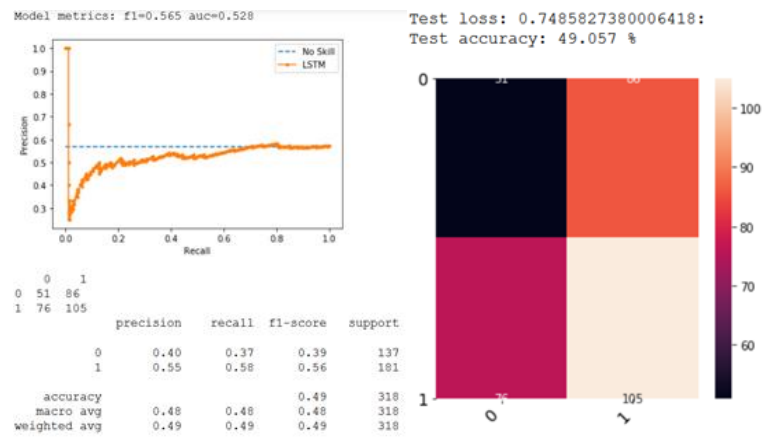 Model metrics: f1=0.565 auc=0.528
1.0
0.9
0.8
0.7
0.6
0.5
0.4
0.3
Precision
No Skill
LSTM
0.0 0.2 0.4 0.6 0.8 1.0
Recall
0 1
0 51 86
1 76 105
precision recall f1-score support
0 0.40 0.37 0.39 137
1 0.55 0.58 0.56 181
accuracy 0.49 318
macro avg 0.48 0.48 0.48 318
weighted avg 0.49 0.49 0.49 318
Test loss: 0.7485827380006418:
Test accuracy: 49.057 %
0
51 86
1
76 105
0 1
100
90
80
70
60